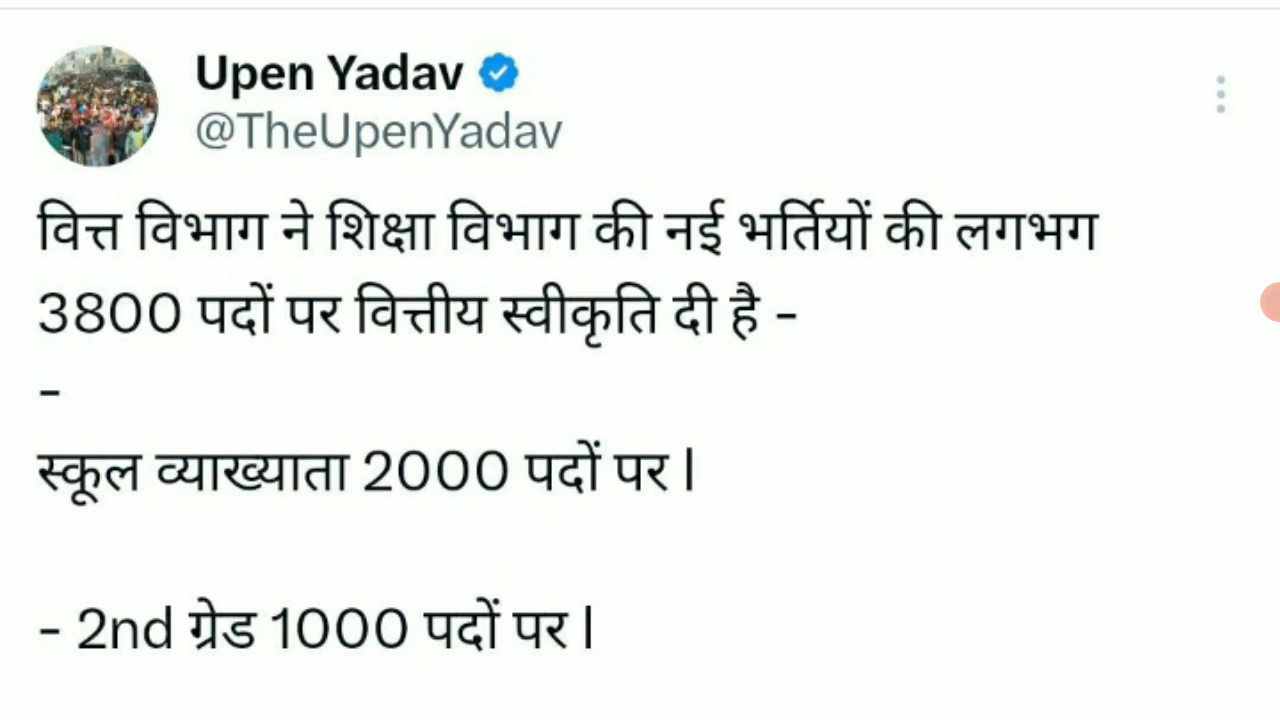 Upen Yadav
@TheUpenYadav
वित्त विभाग ने शिक्षा विभाग की नई भर्तियों की लगभग
3800 पदों पर वित्तीय स्वीकृति दी है -
-
स्कूल व्याख्याता 2000 पदों पर |
- 2nd ग्रेड 1000 पदों पर |